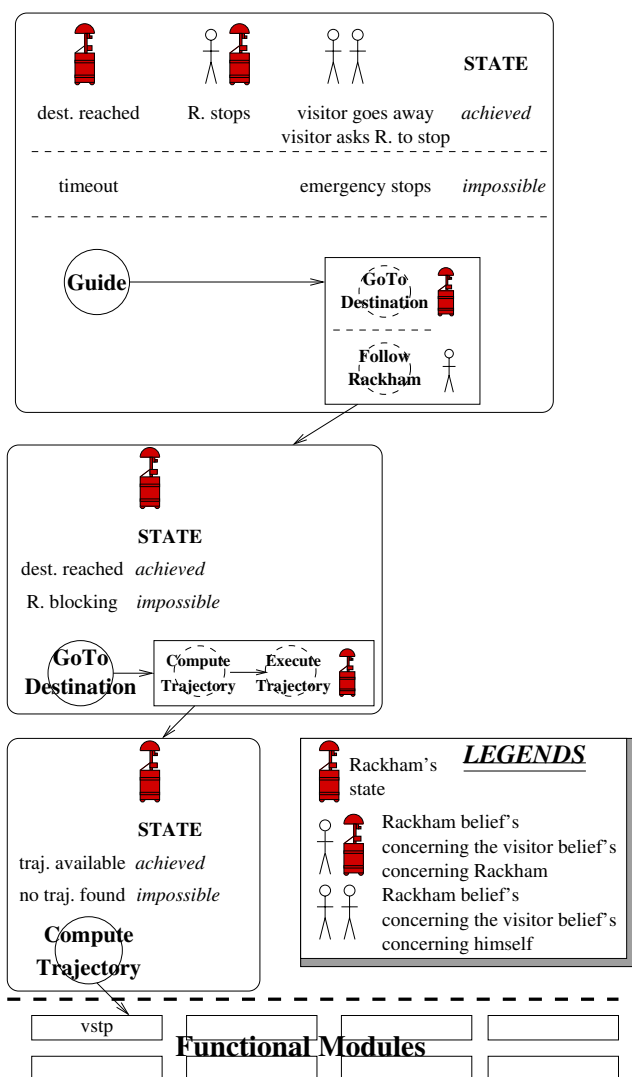 STATE
dest. reached R. stops visitor goes away achieved
visitor asks R. to stop
timeout emergency stops impossible
Guide
GoTo
Destination
Follow
Rackham
STATE
dest. reached achieved
R. blocking impossible
GoTo
Destination
Compute
Trajectory
Execute
Trajectory
STATE
traj. available achieved
no traj. found impossible
Compute
Trajectory
LEGENDS
Rackham's
state
Rackham belief's
concerning the visitor belief's
concerning Rackham
Rackham belief's
concerning the visitor belief's
concerning himself
vstp
Functional Modules